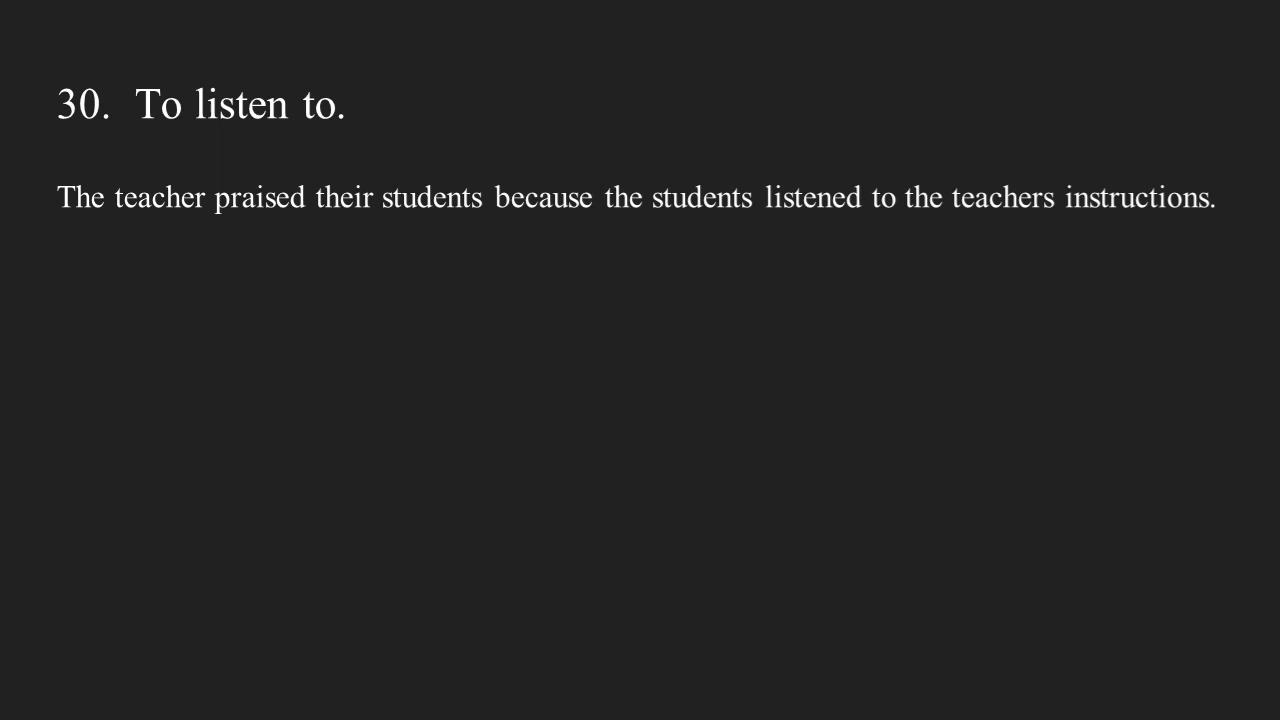 30. To listen to.
The teacher praised their students because the students listened to the teachers instructions.